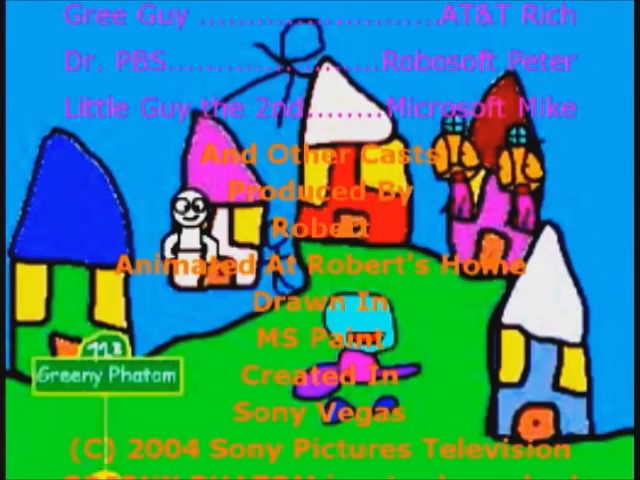 Gree Guy ..........................AT&T Rich
Dr. PBS.......................Robosoft Peter
Little Guy the 2nd........Microsoft Mike
And Other Casts
Produced By
Robert
Animated At Robert's Home
Drawn In
MS Paint
Created In
Sony Vegas
(C) 2004 Sony Pictures Television
Greeny Phatom